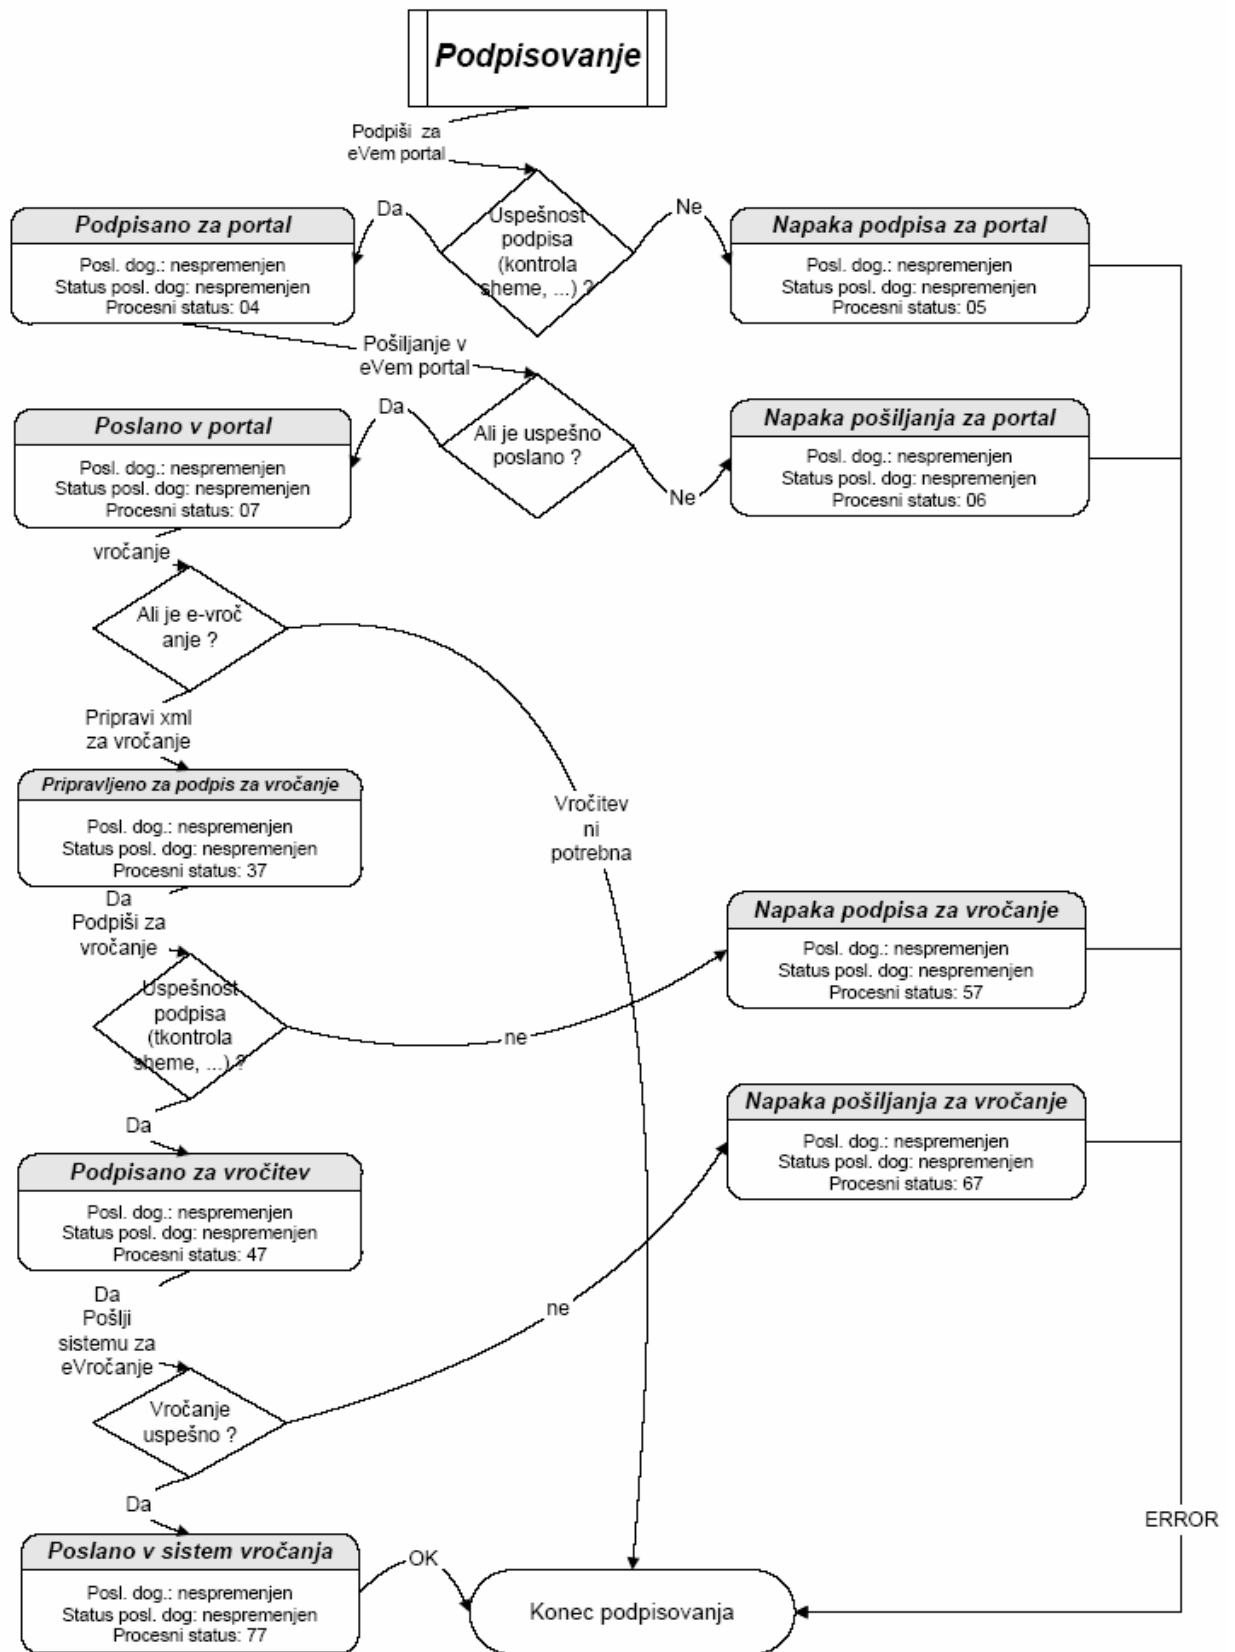 Podpisovanje
Podpiši za
eVem portal
Uspešnost
podpisa
(kontrola
sheme, ...) ?
Da
Ne
Podpisano za portal
Posl. dog.: nespremenjen
Status posl. dog: nespremenjen
Procesni status: 04
Napaka podpisa za portal
Posl. dog.: nespremenjen
Status posl. dog: nespremenjen
Procesni status: 05
Pošiljanje v
eVem portal
Ali je uspešno
poslano ?
Da
Ne
Poslano v portal
Posl. dog.: nespremenjen
Status posl. dog: nespremenjen
Procesni status: 07
Napaka pošiljanja za portal
Posl. dog.: nespremenjen
Status posl. dog: nespremenjen
Procesni status: 06
vročanje
Ali je e-vroč
anje ?
Pripravi xml
za vročanje
Pripravljeno za podpis za vročanje
Posl. dog.: nespremenjen
Status posl. dog: nespremenjen
Procesni status: 37
Vročitev
ni
potrebna
Da
Podpiši za
vročanje
Uspešnost
podpisa
(tkontrola
sheme, ...) ?
ne
Napaka podpisa za vročanje
Posl. dog.: nespremenjen
Status posl. dog: nespremenjen
Procesni status: 57
Da
Podpisano za vročitev
Posl. dog.: nespremenjen
Status posl. dog: nespremenjen
Procesni status: 47
Napaka pošiljanja za vročanje
Posl. dog.: nespremenjen
Status posl. dog: nespremenjen
Procesni status: 67
Da
Pošlji
sistemu za
eVročanje
ne
Vročanje
uspešno ?
Da
Poslano v sistem vročanja
Posl. dog.: nespremenjen
Status posl. dog: nespremenjen
Procesni status: 77
OK
ERROR
Konec podpisovanja